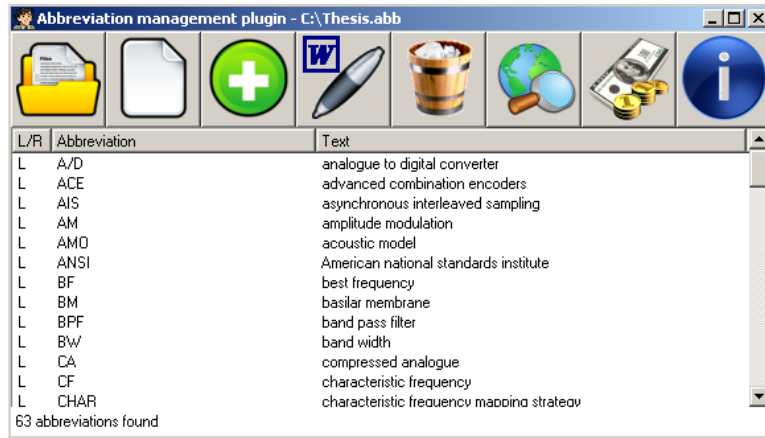 Abbreviation management plugin - C:\Thesis.abb
Files
W
L/R Abbreviation Text
L A/D analogue to digital converter
L ACE advanced combination encoders
L AIS asynchronous interleaved sampling
L AM amplitude modulation
L AMO acoustic model
L ANSI American national standards institute
L BF best frequency
L BM basilar membrane
L BPF band pass filter
L BW band width
L CA compressed analogue
L CF characteristic frequency
L CHAR characteristic frequency mapping strategy
63 abbreviations found